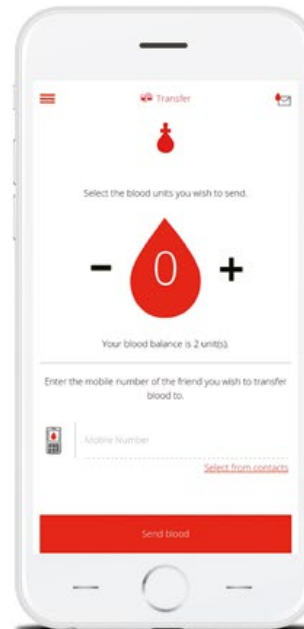 Transfer
Select the blood units you wish to send.
0
Your blood balance is 2 unit(s).
Enter the mobile number of the friend you wish to transfer
blood to.
Mobile Number
Select from contacts
Send blood